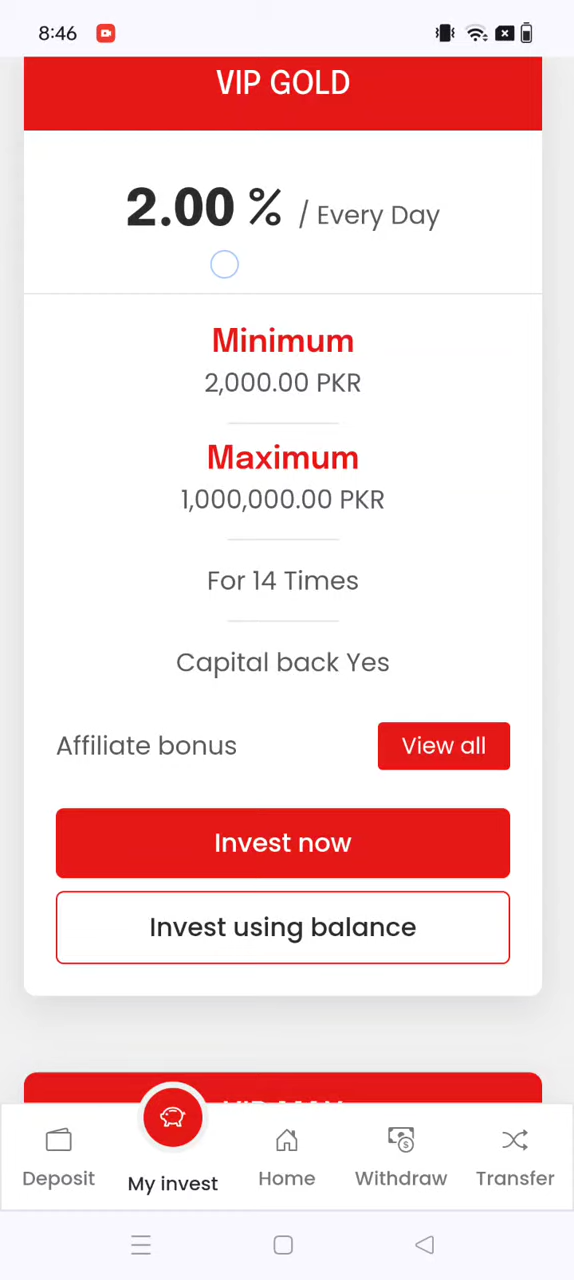 8:46
VIP GOLD
2.00 % / Every Day
Minimum
2,000.00 PKR
Maximum
1,000,000.00 PKR
For 14 Times
Capital back Yes
Affiliate bonus View all
Invest now
Invest using balance
Deposit My invest Home Withdraw Transfer